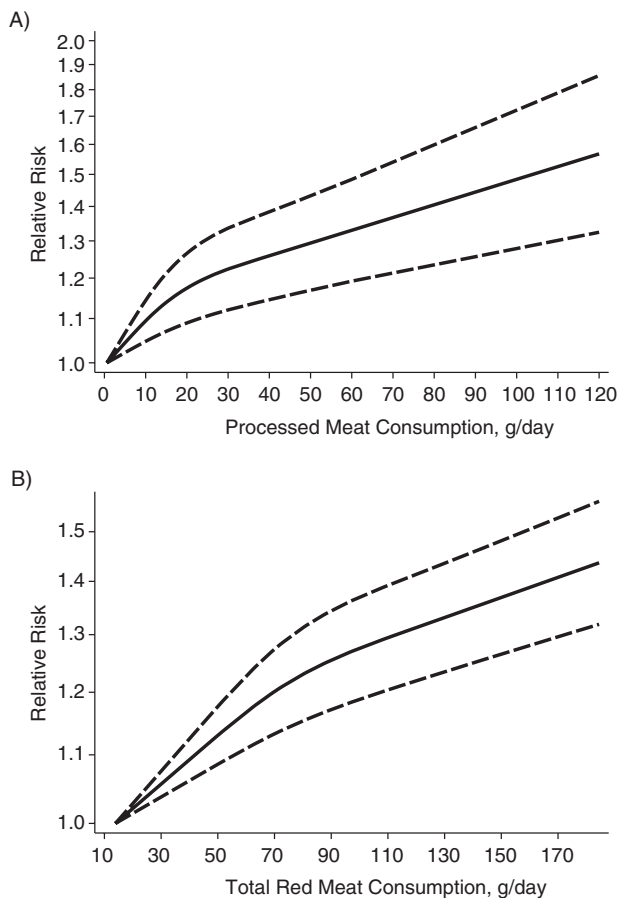 A)
2.0
1.9
1.8
1.7
1.6
1.5
1.4
1.3
1.2
1.1
1.0
Relative Risk
0 10 20 30 40 50 60 70 80 90 100 110 120
Processed Meat Consumption, g/day
B)
1.5
1.4
1.3
1.2
1.1
1.0
Relative Risk
10 30 50 70 90 110 130 150 170
Total Red Meat Consumption, g/day